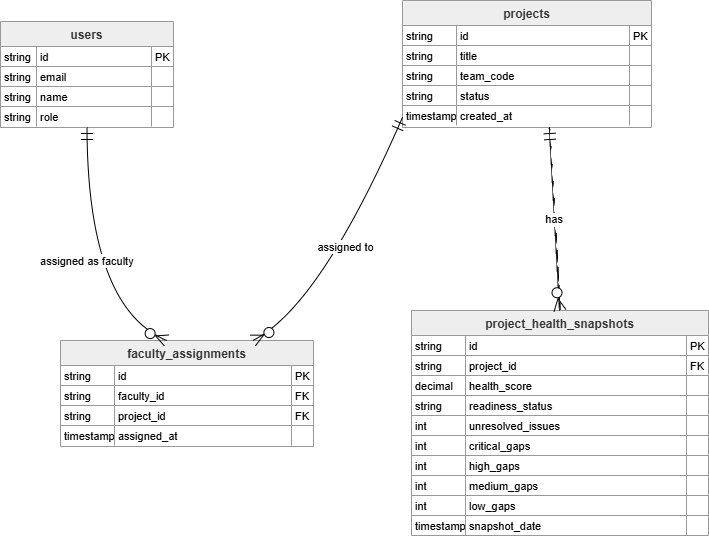 users
string id PK
string email
string name
string role
projects
string id PK
string title
string team_code
string status
timestamp created_at
assigned as faculty
assigned to
has
faculty_assignments
string id PK
string faculty_id FK
string project_id FK
timestamp assigned_at
project_health_snapshots
string id PK
string project_id FK
decimal health_score
string readiness_status
int unresolved_issues
int critical_gaps
int high_gaps
int medium_gaps
int low_gaps
timestamp snapshot_date